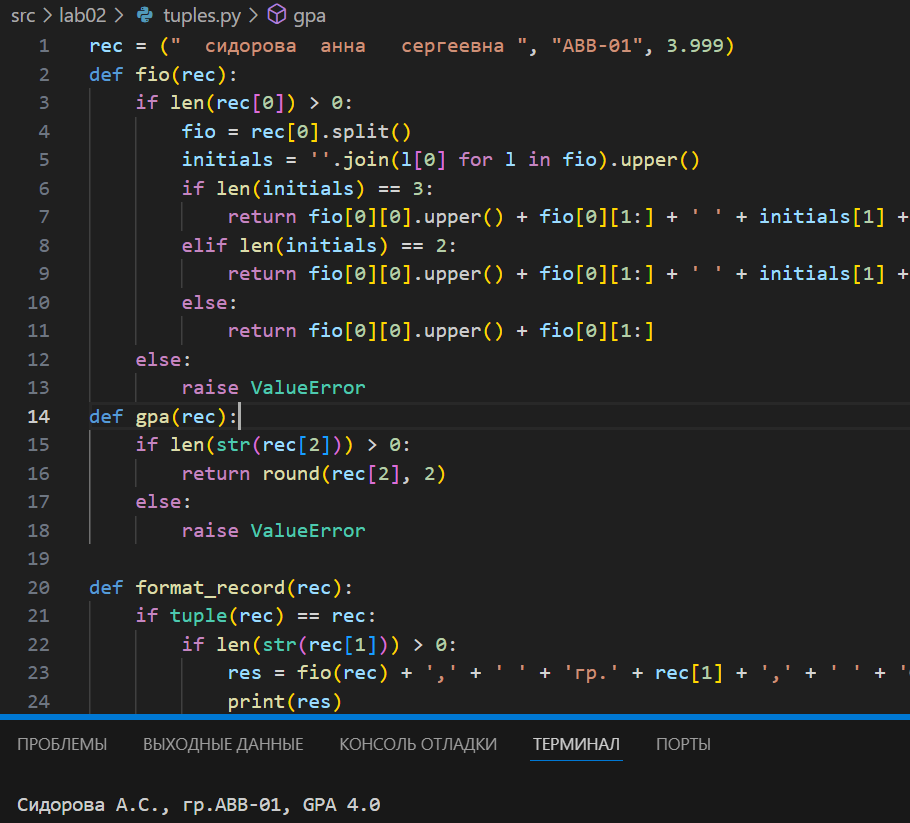 src > lab02 > tuples.py > gpa
1 rec = ("  сидорова  анна   сергеевна ", "ABB-01", 3.999)
2 def fio(rec):
3     if len(rec[0]) > 0:
4         fio = rec[0].split()
5         initials = ''.join(l[0] for l in fio).upper()
6         if len(initials) == 3:
7             return fio[0][0].upper() + fio[0][1:] + ' ' + initials[1] +
8         elif len(initials) == 2:
9             return fio[0][0].upper() + fio[0][1:] + ' ' + initials[1] +
10         else:
11             return fio[0][0].upper() + fio[0][1:]
12     else:
13         raise ValueError
14 def gpa(rec):
15     if len(str(rec[2])) > 0:
16         return round(rec[2], 2)
17     else:
18         raise ValueError
19
20 def format_record(rec):
21     if tuple(rec) == rec:
22         if len(str(rec[1])) > 0:
23             res = fio(rec) + ',' + ' ' + 'гр.' + rec[1] + ',' + ' ' + '
24             print(res)
ПРОБЛЕМЫ ВЫХОДНЫЕ ДАННЫЕ КОНСОЛЬ ОТЛАДКИ ТЕРМИНАЛ ПОРТЫ
Сидорова А.С., гр.ABB-01, GPA 4.0